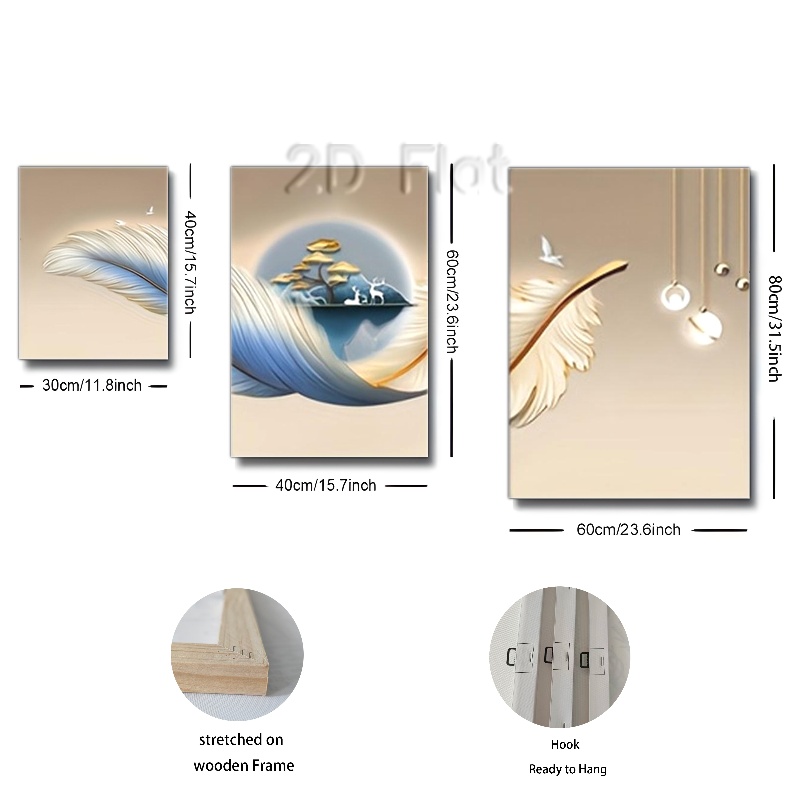 2D Flat
40cm/15.7inch
60cm/23.6inch
80cm/31.5inch
30cm/11.8inch
40cm/15.7inch
60cm/23.6inch
stretched on
wooden Frame
Hook
Ready to Hang